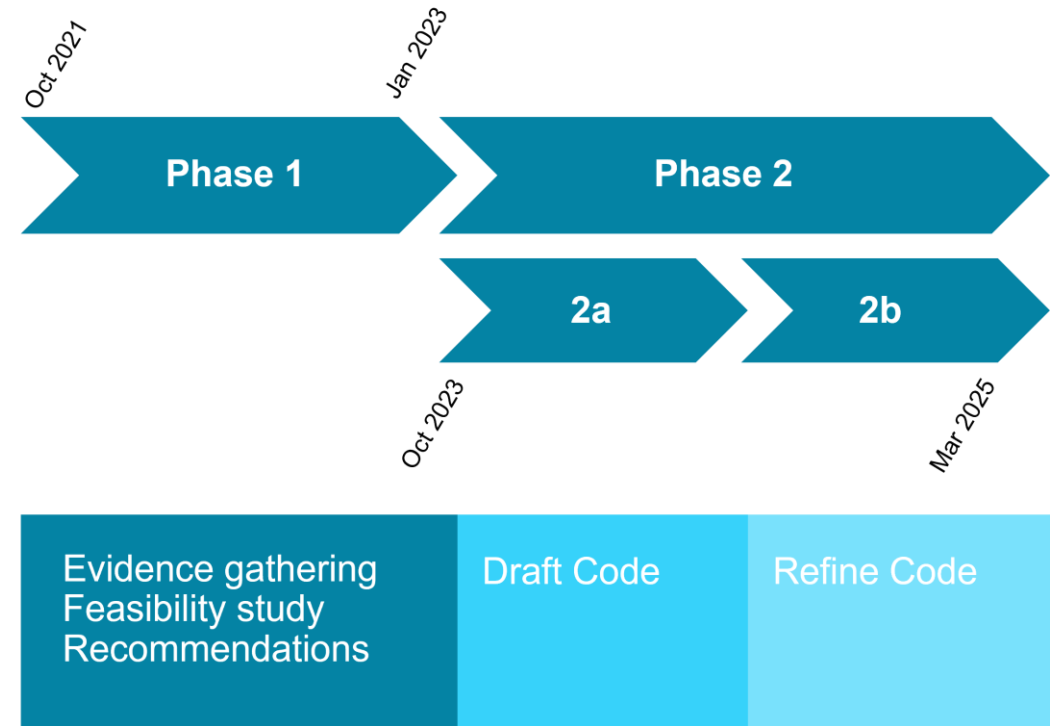 Oct 2021
Jan 2023
Phase 1
Phase 2
2a
2b
Oct 2023
Mar 2025
Evidence gathering
Feasibility study
Recommendations
Draft Code
Refine Code